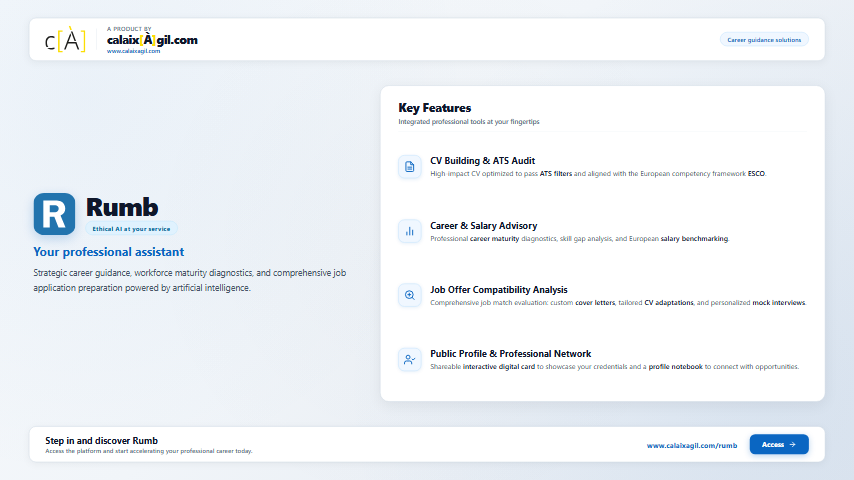 C[À]
A PRODUCT BY
calaix[À]gil.com
www.calaixagil.com
Career guidance solutions
R
Rumb
Ethical AI at your service
Your professional assistant
Strategic career guidance, workforce maturity diagnostics, and comprehensive job
application preparation powered by artificial intelligence.
Key Features
Integrated professional tools at your fingertips
CV Building & ATS Audit
High-impact CV optimized to pass ATS filters and aligned with the European competency framework ESCO.
Career & Salary Advisory
Professional career maturity diagnostics, skill gap analysis, and European salary benchmarking.
Job Offer Compatibility Analysis
Comprehensive job match evaluation: custom cover letters, tailored CV adaptations, and personalized mock interviews.
Public Profile & Professional Network
Shareable interactive digital card to showcase your credentials and a profile notebook to connect with opportunities.
Step in and discover Rumb
Access the platform and start accelerating your professional career today.
www.calaixagil.com/rumb
Access →